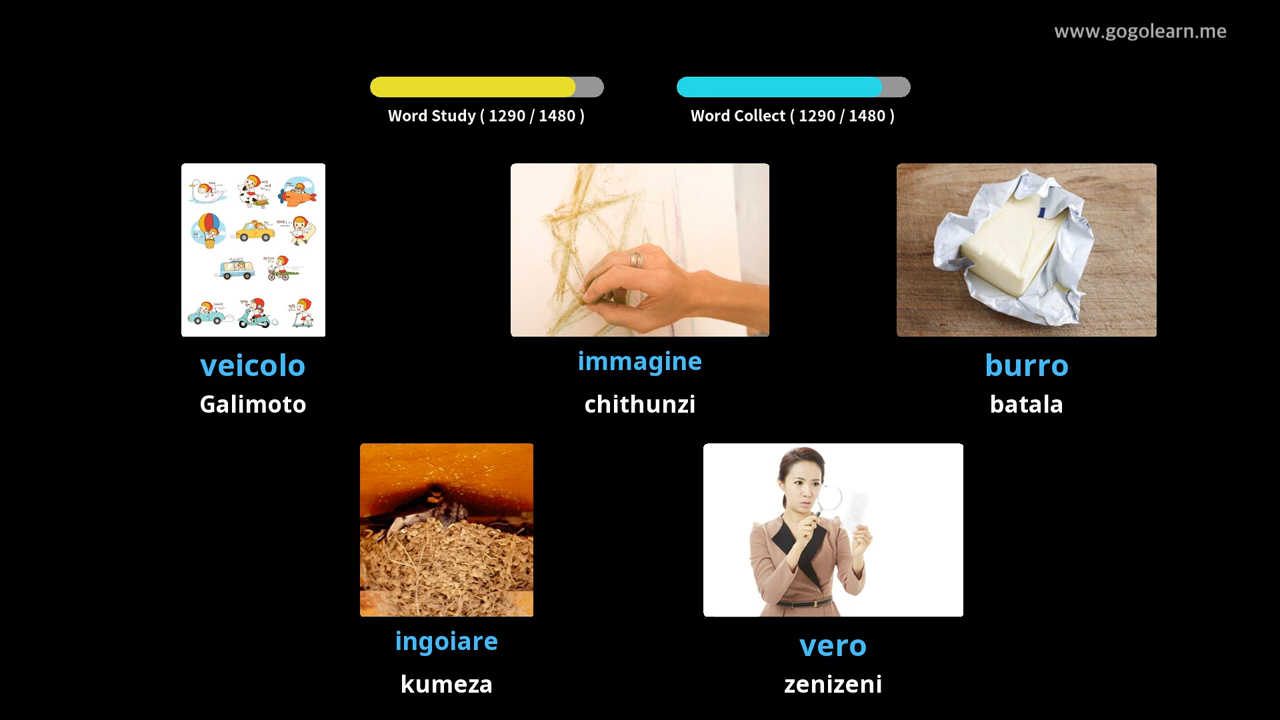 www.gogolearn.me
Word Study ( 1290 / 1480 )
Word Collect ( 1290 / 1480 )
veicolo
Galimoto
immagine
chithunzi
burro
batala
ingoiare
kumeza
vero
zenizeni